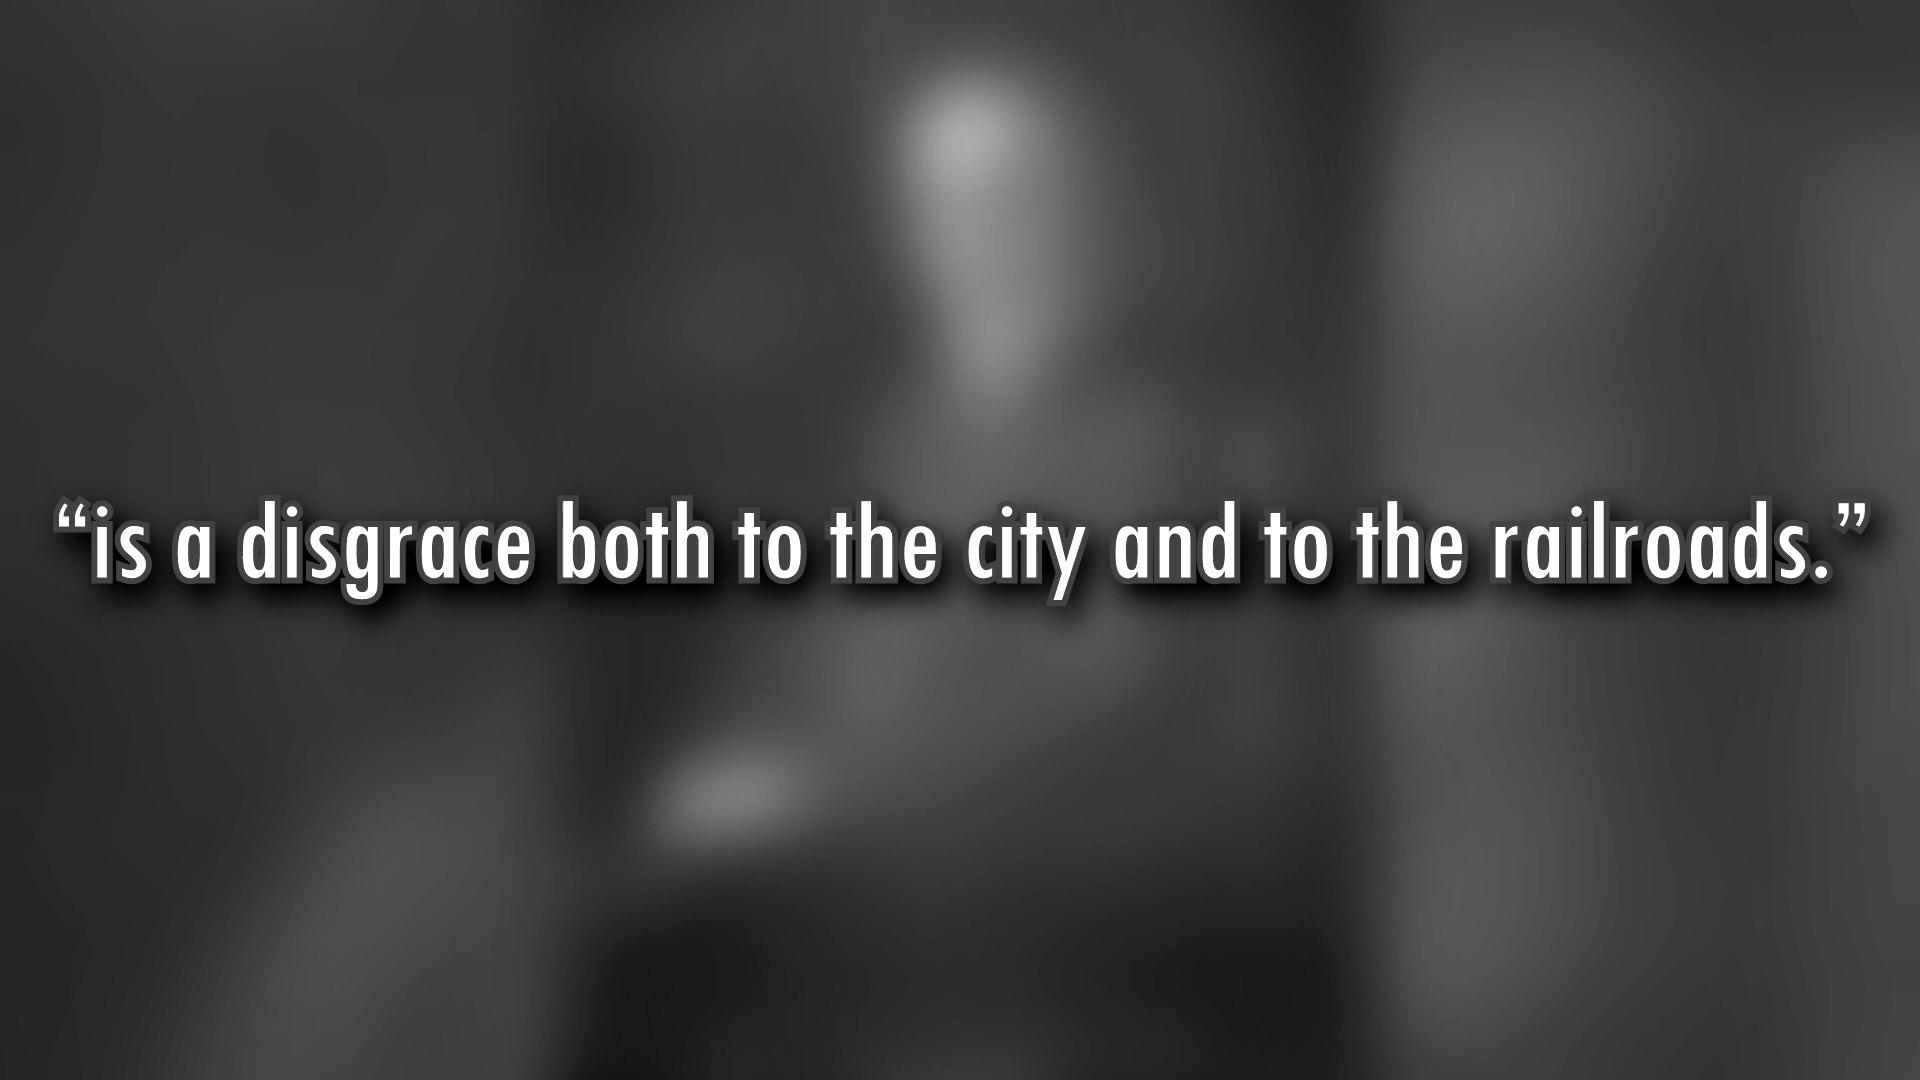 “is a disgrace both to the city and to the railroads.”